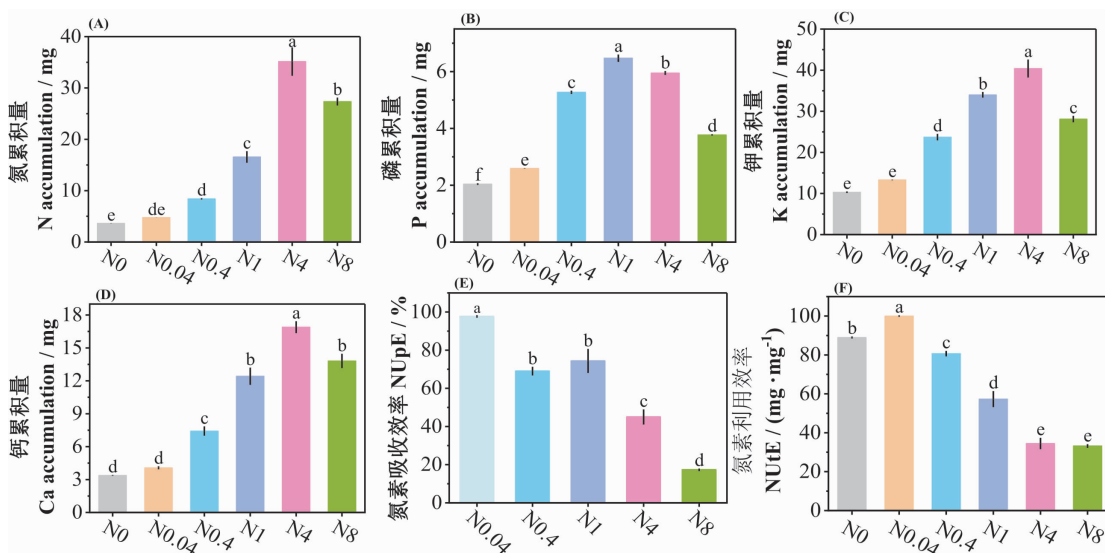 (A)
氮累积量
N accumulation / mg
40
30
20
10
0
e
de
d
c
a
b
N0
N0.04
N0.4
N1
N4
N8
(B)
磷累积量
P accumulation / mg
6
4
2
0
f
e
c
a
b
d
N0
N0.04
N0.4
N1
N4
N8
(C)
钾累积量
K accumulation / mg
50
40
30
20
10
0
e
e
d
b
a
c
N0
N0.04
N0.4
N1
N4
N8
(D)
钙累积量
Ca accumulation / mg
18
15
12
9
6
3
0
d
d
c
b
a
b
N0
N0.04
N0.4
N1
N4
N8
(E)
氮素吸收效率 NUpE / %
100
80
60
40
20
0
a
b
b
c
d
N0.04
N0.4
N1
N4
N8
(F)
氮素利用效率
NUtE / (mg·mg⁻¹)
100
80
60
40
20
0
b
a
c
d
e
e
N0
N0.04
N0.4
N1
N4
N8